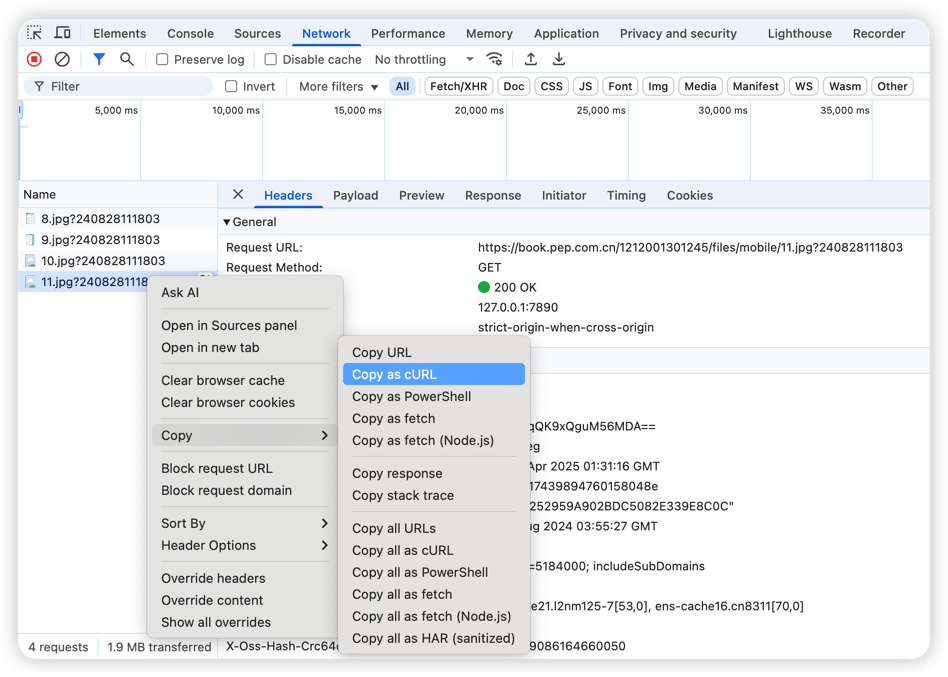 Elements Console Sources Network Performance Memory Application Privacy and security Lighthouse Recorder
Preserve log Disable cache No throttling
Filter Invert More filters All Fetch/XHR Doc CSS JS Font Img Media Manifest WS Wasm Other
5,000 ms 10,000 ms 15,000 ms 20,000 ms 25,000 ms 30,000 ms 35,000 ms
Name
8.jpg?240828111803
9.jpg?240828111803
10.jpg?240828111803
11.jpg?2408281118
Headers Payload Preview Response Initiator Timing Cookies
General
Request URL: https://book.pep.com.cn/1212001301245/files/mobile/11.jpg?240828111803
Request Method: GET
200 OK
127.0.0.1:7890
strict-origin-when-cross-origin
Ask AI
Open in Sources panel
Open in new tab
Clear browser cache
Clear browser cookies
Copy
Block request URL
Block request domain
Sort By
Header Options
Override headers
Override content
Show all overrides
Copy URL
Copy as cURL
Copy as PowerShell
Copy as fetch
Copy as fetch (Node.js)
Copy response
Copy stack trace
Copy all URLs
Copy all as cURL
Copy all as PowerShell
Copy all as fetch
Copy all as fetch (Node.js)
Copy all as HAR (sanitized)
qQK9xQguM56MDA==
eg
Apr 2025 01:31:16 GMT
17439894760158048e
252959A902BDC5082E339E8C0C"
ug 2024 03:55:27 GMT
=5184000; includeSubDomains
e21.l2nm125-7[53,0], ens-cache16.cn8311[70,0]
X-Oss-Hash-Crc64 9086164660050
4 requests 1.9 MB transferred